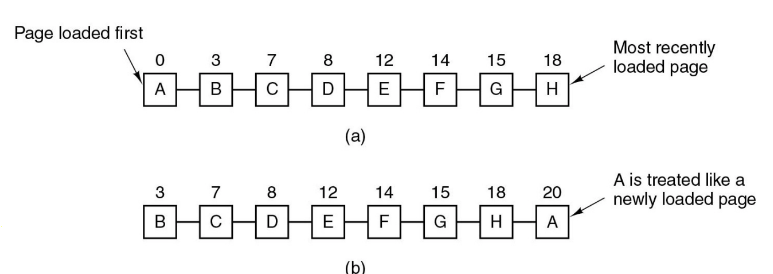 Page loaded first
Most recently
loaded page
0 3 7 8 12 14 15 18
A B C D E F G H
(a)
A is treated like a
newly loaded page
3 7 8 12 14 15 18 20
B C D E F G H A
(b)